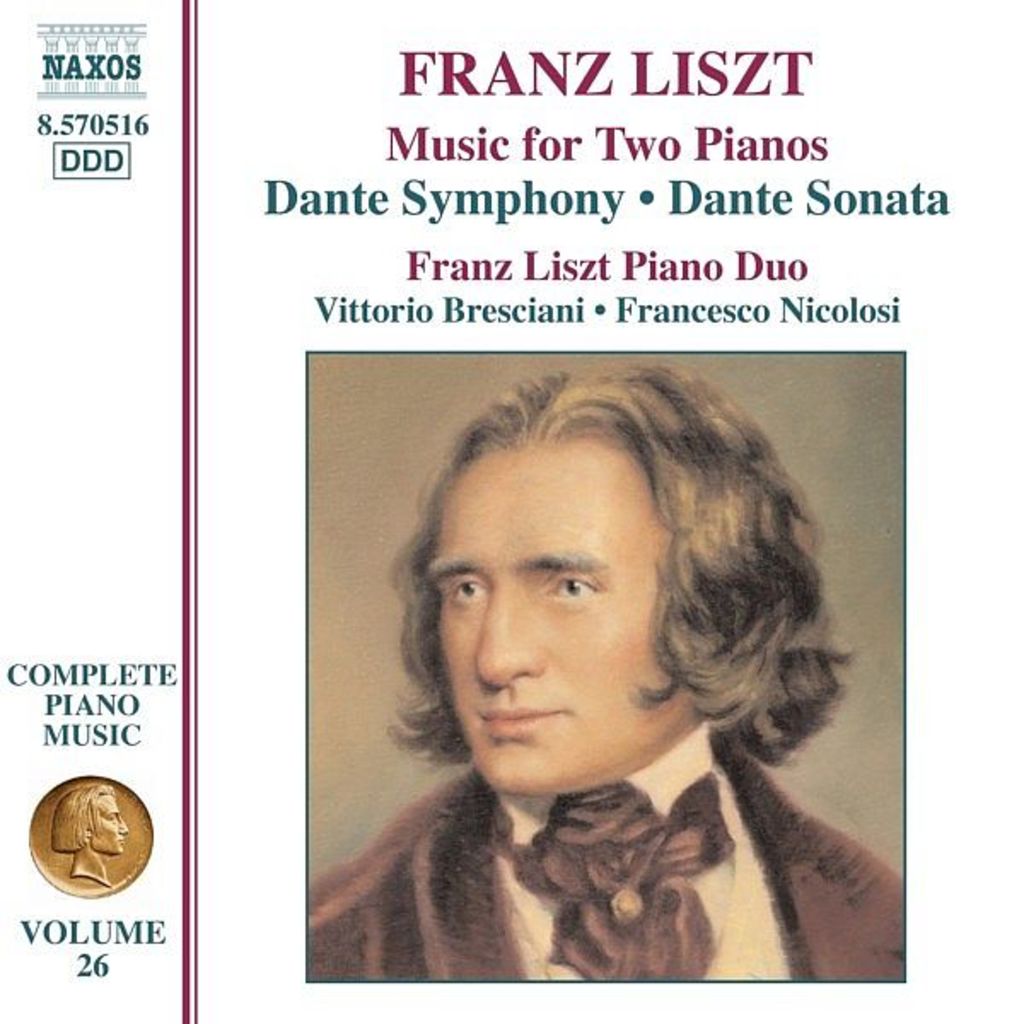 NAXOS
8.570516
DDD
FRANZ LISZT
Music for Two Pianos
Dante Symphony • Dante Sonata
Franz Liszt Piano Duo
Vittorio Bresciani • Francesco Nicolosi
COMPLETE
PIANO
MUSIC
VOLUME
26